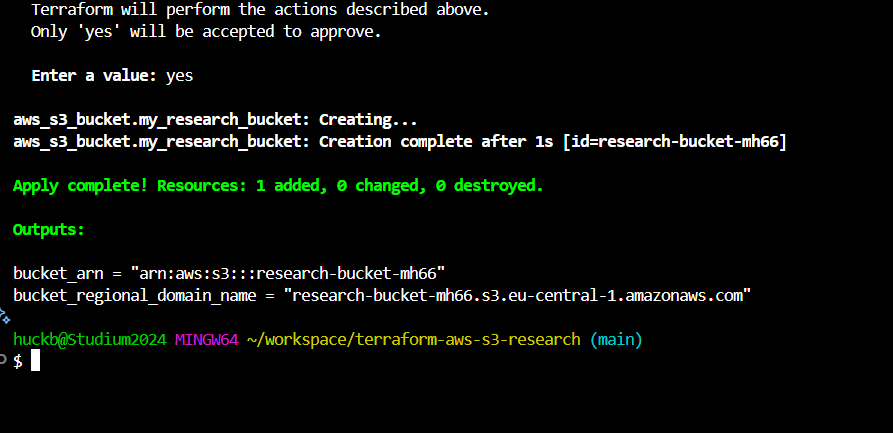 Terraform will perform the actions described above.
Only 'yes' will be accepted to approve.
Enter a value: yes
aws_s3_bucket.my_research_bucket: Creating...
aws_s3_bucket.my_research_bucket: Creation complete after 1s [id=research-bucket-mh66]
Apply complete! Resources: 1 added, 0 changed, 0 destroyed.
Outputs:
bucket_arn = "arn:aws:s3:::research-bucket-mh66"
bucket_regional_domain_name = "research-bucket-mh66.s3.eu-central-1.amazonaws.com"
huckb@Studium2024 MINGW64 ~/workspace/terraform-aws-s3-research (main)
$